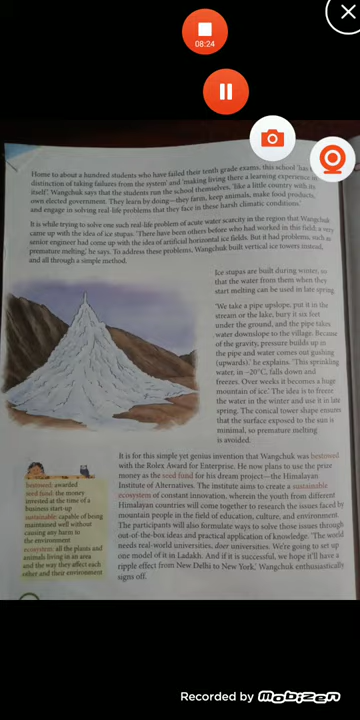 08:24
Home to about a hundred students who have failed their tenth grade exams, this school 'has
distinction of taking failures from the system' and 'making living there a learning experience in
itself'. Wangchuk says that the students run the school themselves, 'like a little country with its
own elected government. They learn by doing—they farm, keep animals, make food products,
and engage in solving real-life problems that they face in these harsh climatic conditions.'
It is while trying to solve one such real-life problem of acute water scarcity in the region that Wangchuk
came up with the idea of ice stupas. 'There have been others before who had worked in this field; a very
senior engineer had come up with the idea of artificial horizontal ice fields. But it had problems, such as
premature melting,' he says. To address these problems, Wangchuk built vertical ice towers instead,
and all through a simple method.
Ice stupas are built during winter, so
that the water from them when they
start melting can be used in late spring.
'We take a pipe upslope, put it in the
stream or the lake, bury it six feet
under the ground, and the pipe takes
water downslope to the village. Because
of the gravity, pressure builds up in
the pipe and water comes out gushing
(upwards),' he explains. 'This sprinkling
water, in −20°C, falls down and
freezes. Over weeks it becomes a huge
mountain of ice.' The idea is to freeze
the water in the winter and use it in late
spring. The conical tower shape ensures
that the surface exposed to the sun is
minimal, so premature melting
is avoided.
It is for this simple yet genius invention that Wangchuk was bestowed
with the Rolex Award for Enterprise. He now plans to use the prize
money as the seed fund for his dream project—the Himalayan
Institute of Alternatives. The institute aims to create a sustainable
ecosystem of constant innovation, wherein the youth from different
Himalayan countries will come together to research the issues faced by
mountain people in the field of education, culture, and environment.
The participants will also formulate ways to solve those issues through
out-of-the-box ideas and practical application of knowledge. 'The world
needs real-world universities, doer universities. We're going to set up
one model of it in Ladakh. And if it is successful, we hope it'll have a
ripple effect from New Delhi to New York,' Wangchuk enthusiastically
signs off.
bestowed: awarded
seed fund: the money
invested at the time of a
business start-up
sustainable: capable of being
maintained well without
causing any harm to
the environment
ecosystem: all the plants and
animals living in an area
and the way they affect each
other and their environment
Recorded by mobizen